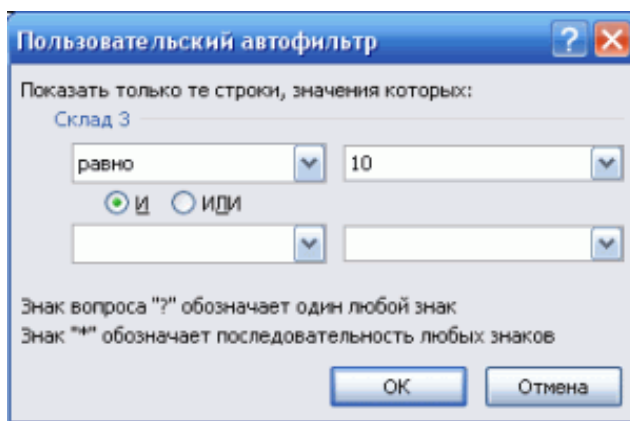 Пользовательский автофильтр
Показать только те строки, значения которых:
Склад 3
равно 10
И ИЛИ
Знак вопроса "?" обозначает один любой знак
Знак "*" обозначает последовательность любых знаков
ОК Отмена